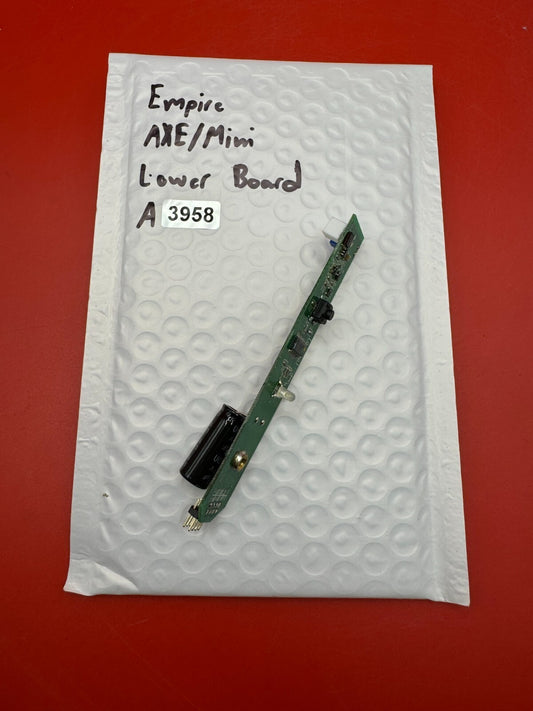 Empire
AXE/Mini
Lower Board
A 3958